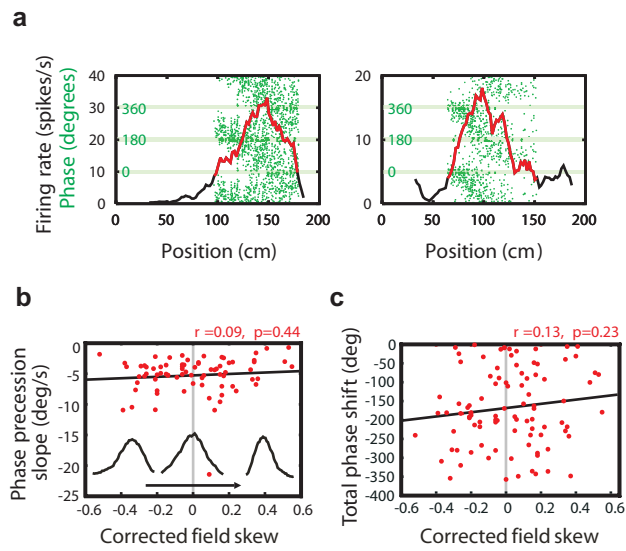 a
Firing rate (spikes/s)
Phase (degrees)
40
30
20
10
0
360
180
0
0 50 100 150 200
Position (cm)
20
10
0
360
180
0
0 50 100 150 200
Position (cm)
b
r =0.09, p=0.44
Phase precession
slope (deg/s)
0
-5
-10
-15
-20
-25
-0.6 -0.4 -0.2 0 0.2 0.4 0.6
Corrected field skew
c
r =0.13, p=0.23
Total phase shift (deg)
0
-50
-100
-150
-200
-250
-300
-350
-400
-0.6 -0.4 0.2 0 0.2 0.4 0.6
Corrected field skew